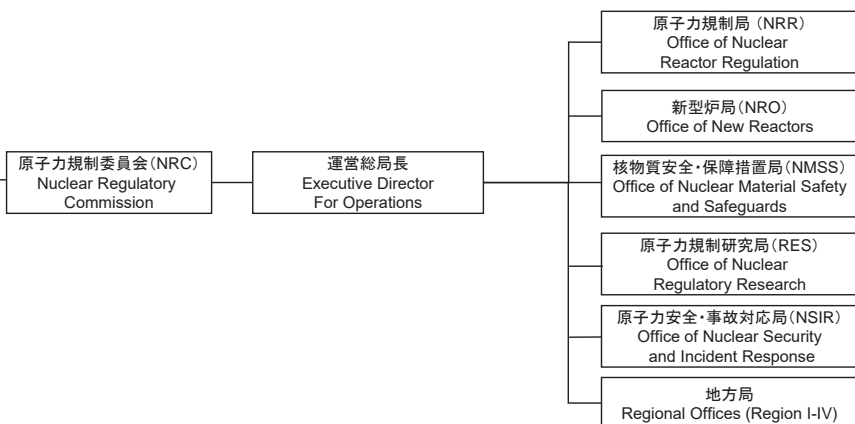 原子力規制委員会(NRC)
Nuclear Regulatory
Commission
運営総局長
Executive Director
For Operations
原子力規制局 (NRR)
Office of Nuclear
Reactor Regulation
新型炉局(NRO)
Office of New Reactors
核物質安全・保障措置局(NMSS)
Office of Nuclear Material Safety
and Safeguards
原子力規制研究局(RES)
Office of Nuclear
Regulatory Research
原子力安全・事故対応局(NSIR)
Office of Nuclear Security
and Incident Response
地方局
Regional Offices (Region I-IV)